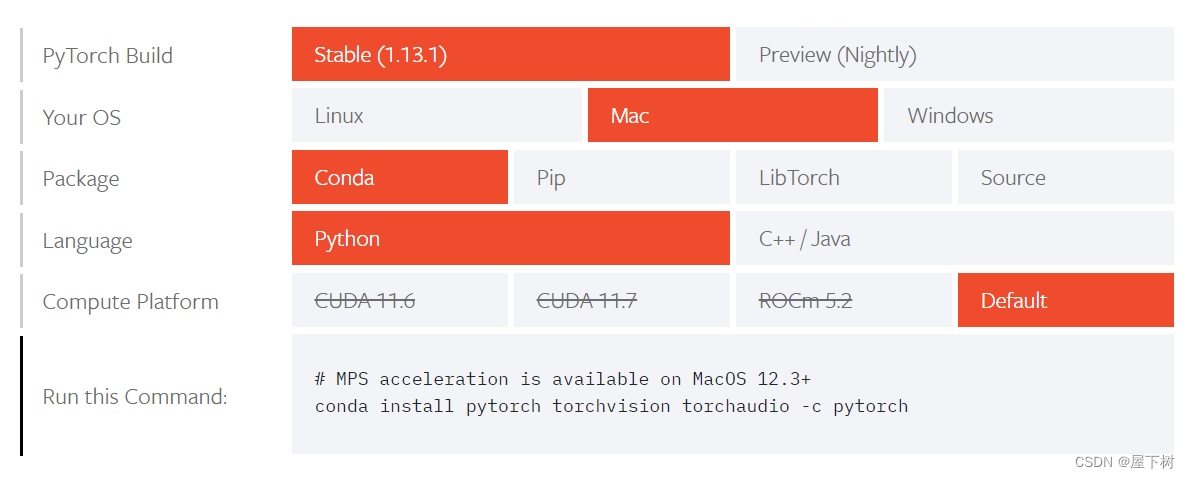 PyTorch Build Stable (1.13.1) Preview (Nightly)
Your OS Linux Mac Windows
Package Conda Pip LibTorch Source
Language Python C++ / Java
Compute Platform CUDA 11.6 CUDA 11.7 ROCm 5.2 Default
Run this Command:
# MPS acceleration is available on MacOS 12.3+
conda install pytorch torchvision torchaudio -c pytorch
CSDN @屋下树